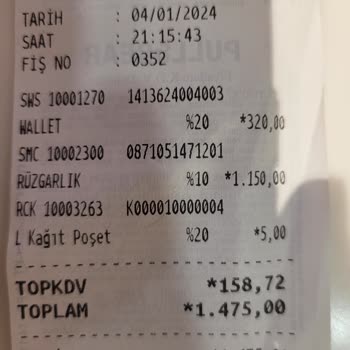 TARİH : 04/01/2024
SAAT : 21:15:43
FİŞ NO : 0352
SWS 10001270 1413624004003
WALLET %20 *320,00
SMC 10002300 0871051471201
RÜZGARLIK %10 *1.150,00
RCK 10003263 K000010000004
L Kağıt Poşet %20 *5,00
TOPKDV *158,72
TOPLAM *1.475,00